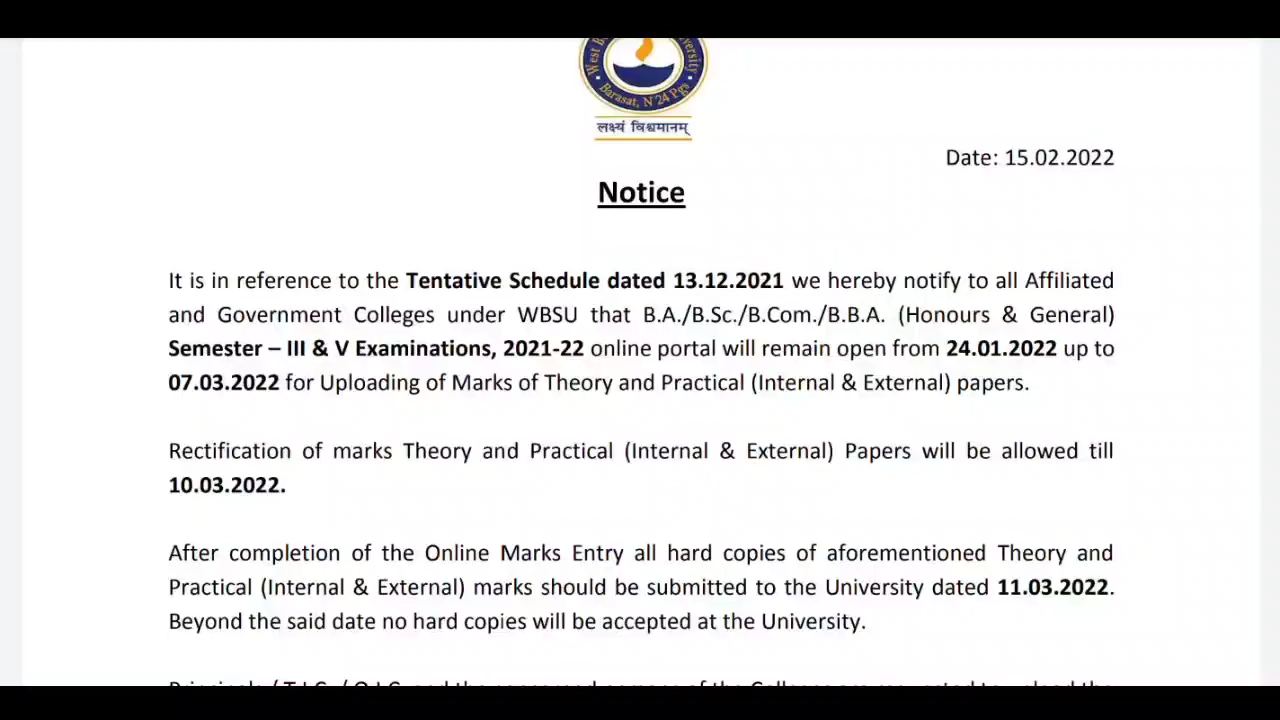 West B versity
Barasat, N 24 Pgs
लक्ष्यं विश्वमानम्
Date: 15.02.2022
Notice
It is in reference to the Tentative Schedule dated 13.12.2021 we hereby notify to all Affiliated
and Government Colleges under WBSU that B.A./B.Sc./B.Com./B.B.A. (Honours & General)
Semester – III & V Examinations, 2021-22 online portal will remain open from 24.01.2022 up to
07.03.2022 for Uploading of Marks of Theory and Practical (Internal & External) papers.
Rectification of marks Theory and Practical (Internal & External) Papers will be allowed till
10.03.2022.
After completion of the Online Marks Entry all hard copies of aforementioned Theory and
Practical (Internal & External) marks should be submitted to the University dated 11.03.2022.
Beyond the said date no hard copies will be accepted at the University.